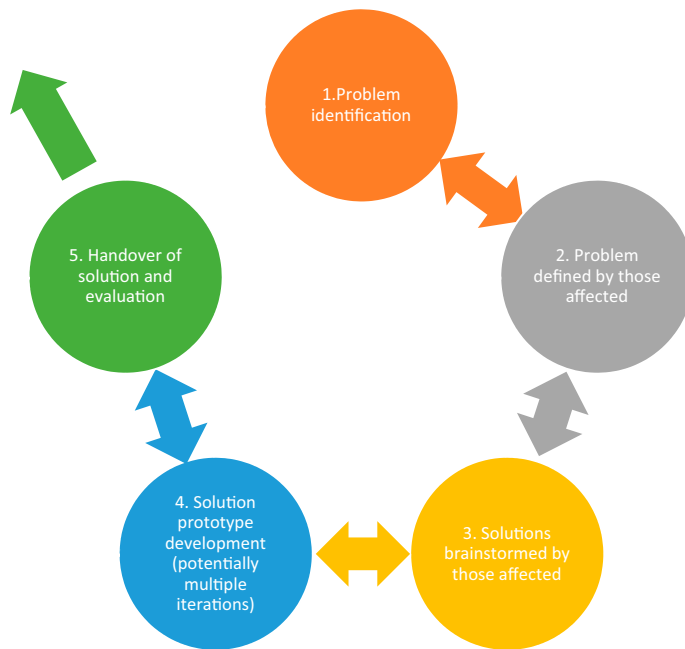 1.Problem
identification
2. Problem
defined by those
affected
3. Solutions
brainstormed by
those affected
4. Solution
prototype
development
(potentially
multiple
iterations)
5. Handover of
solution and
evaluation